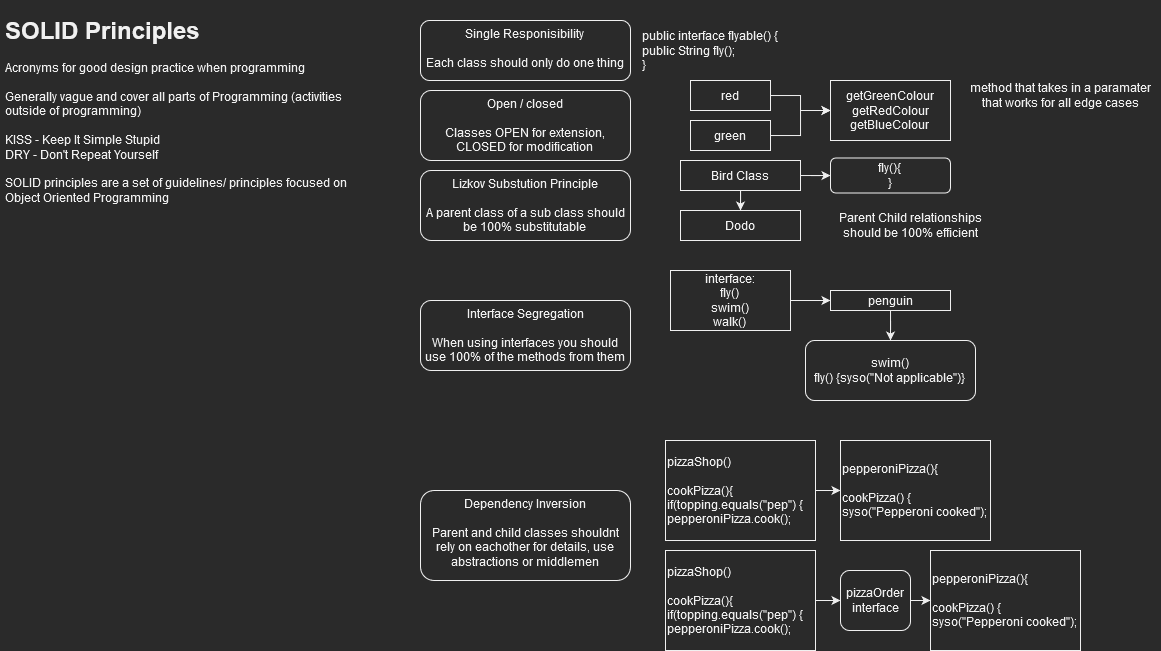 SOLID Principles
Acronyms for good design practice when programming
Generally vague and cover all parts of Programming (activities
outside of programming)
KISS - Keep It Simple Stupid
DRY - Don't Repeat Yourself
SOLID principles are a set of guidelines/ principles focused on
Object Oriented Programming
Single Responisibility
Each class should only do one thing
public interface flyable() {
public String fly();
}
Open / closed
Classes OPEN for extension,
CLOSED for modification
red
green
getGreenColour
getRedColour
getBlueColour
method that takes in a paramater
that works for all edge cases
Lizkov Substution Principle
A parent class of a sub class should
be 100% substitutable
Bird Class
fly(){
}
Dodo
Parent Child relationships
should be 100% efficient
Interface Segregation
When using interfaces you should
use 100% of the methods from them
interface:
fly()
swim()
walk()
penguin
swim()
fly() {syso("Not applicable")}
Dependency Inversion
Parent and child classes shouldnt
rely on eachother for details, use
abstractions or middlemen
pizzaShop()
cookPizza(){
if(topping.equals("pep") {
pepperoniPizza.cook();
pepperoniPizza(){
cookPizza() {
syso("Pepperoni cooked");
pizzaShop()
cookPizza(){
if(topping.equals("pep") {
pepperoniPizza.cook();
pizzaOrder
interface
pepperoniPizza(){
cookPizza() {
syso("Pepperoni cooked");